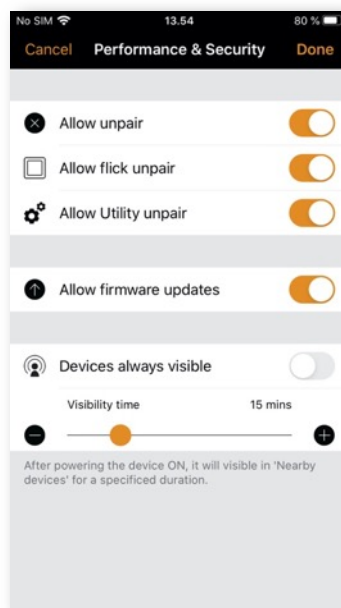 No SIM 13.54 80 %
Cancel Performance & Security Done
Allow unpair
Allow flick unpair
Allow Utility unpair
Allow firmware updates
Devices always visible
Visibility time 15 mins
After powering the device ON, it will visible in 'Nearby
devices' for a specificed duration.